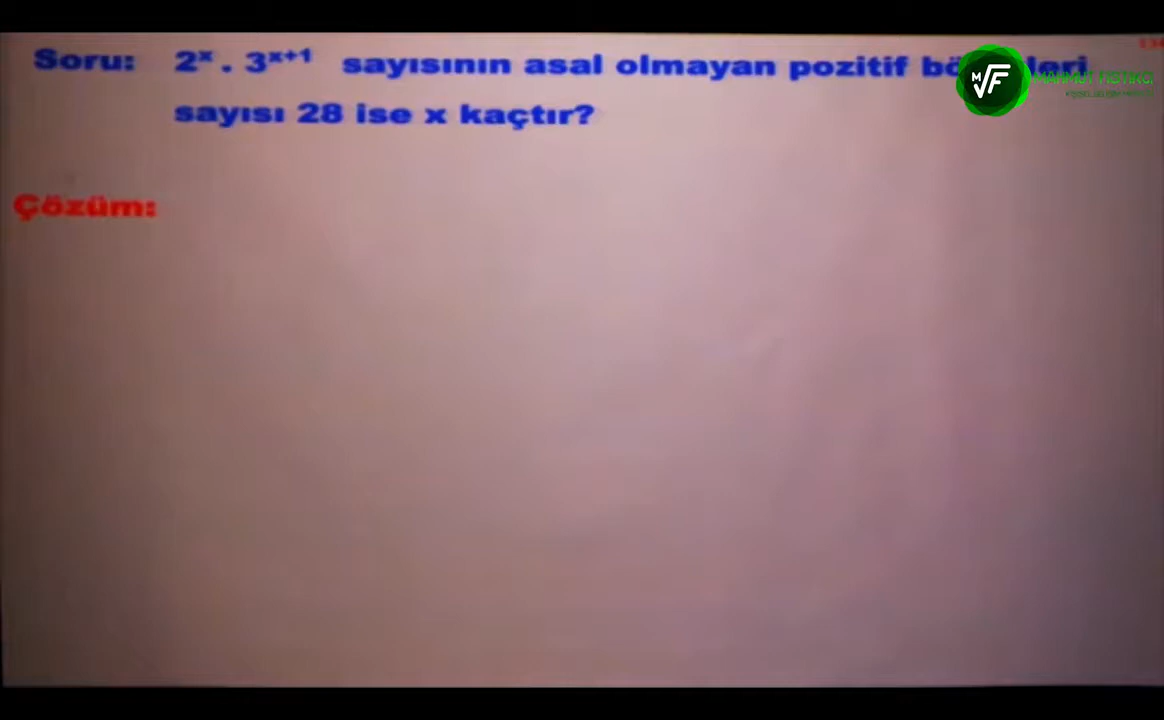 Soru: 2ˣ . 3ˣ⁺¹ sayısının asal olmayan pozitif
sayısı 28 ise x kaçtır?
Çözüm: